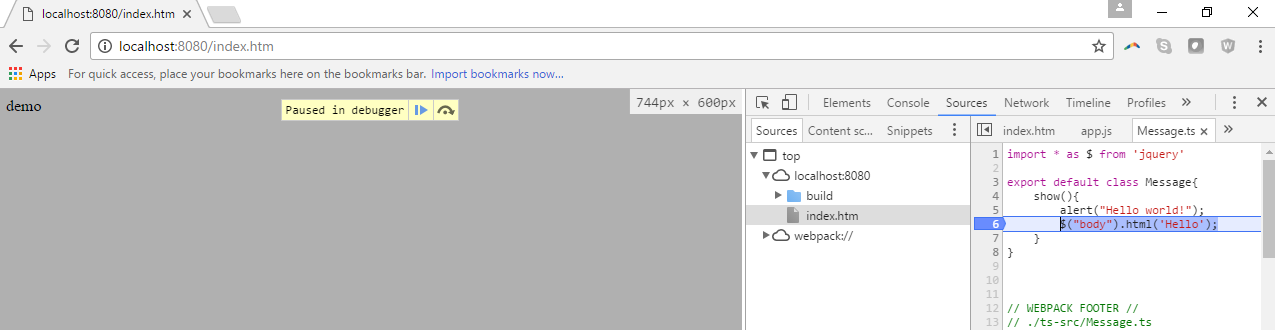 localhost:8080/index.htm
localhost:8080/index.htm
Apps For quick access, place your bookmarks here on the bookmarks bar. Import bookmarks now...
demo
Paused in debugger
744px × 600px
Elements Console Sources Network Timeline Profiles »
Sources Content sc... Snippets
index.htm app.js Message.ts »
top
localhost:8080
build
index.htm
webpack://
1 import * as $ from 'jquery'
2
3 export default class Message{
4 show(){
5 alert("Hello world!");
6 $("body").html('Hello');
7 }
8 }
9
10
11
12 // WEBPACK FOOTER //
13 // ./ts-src/Message.ts